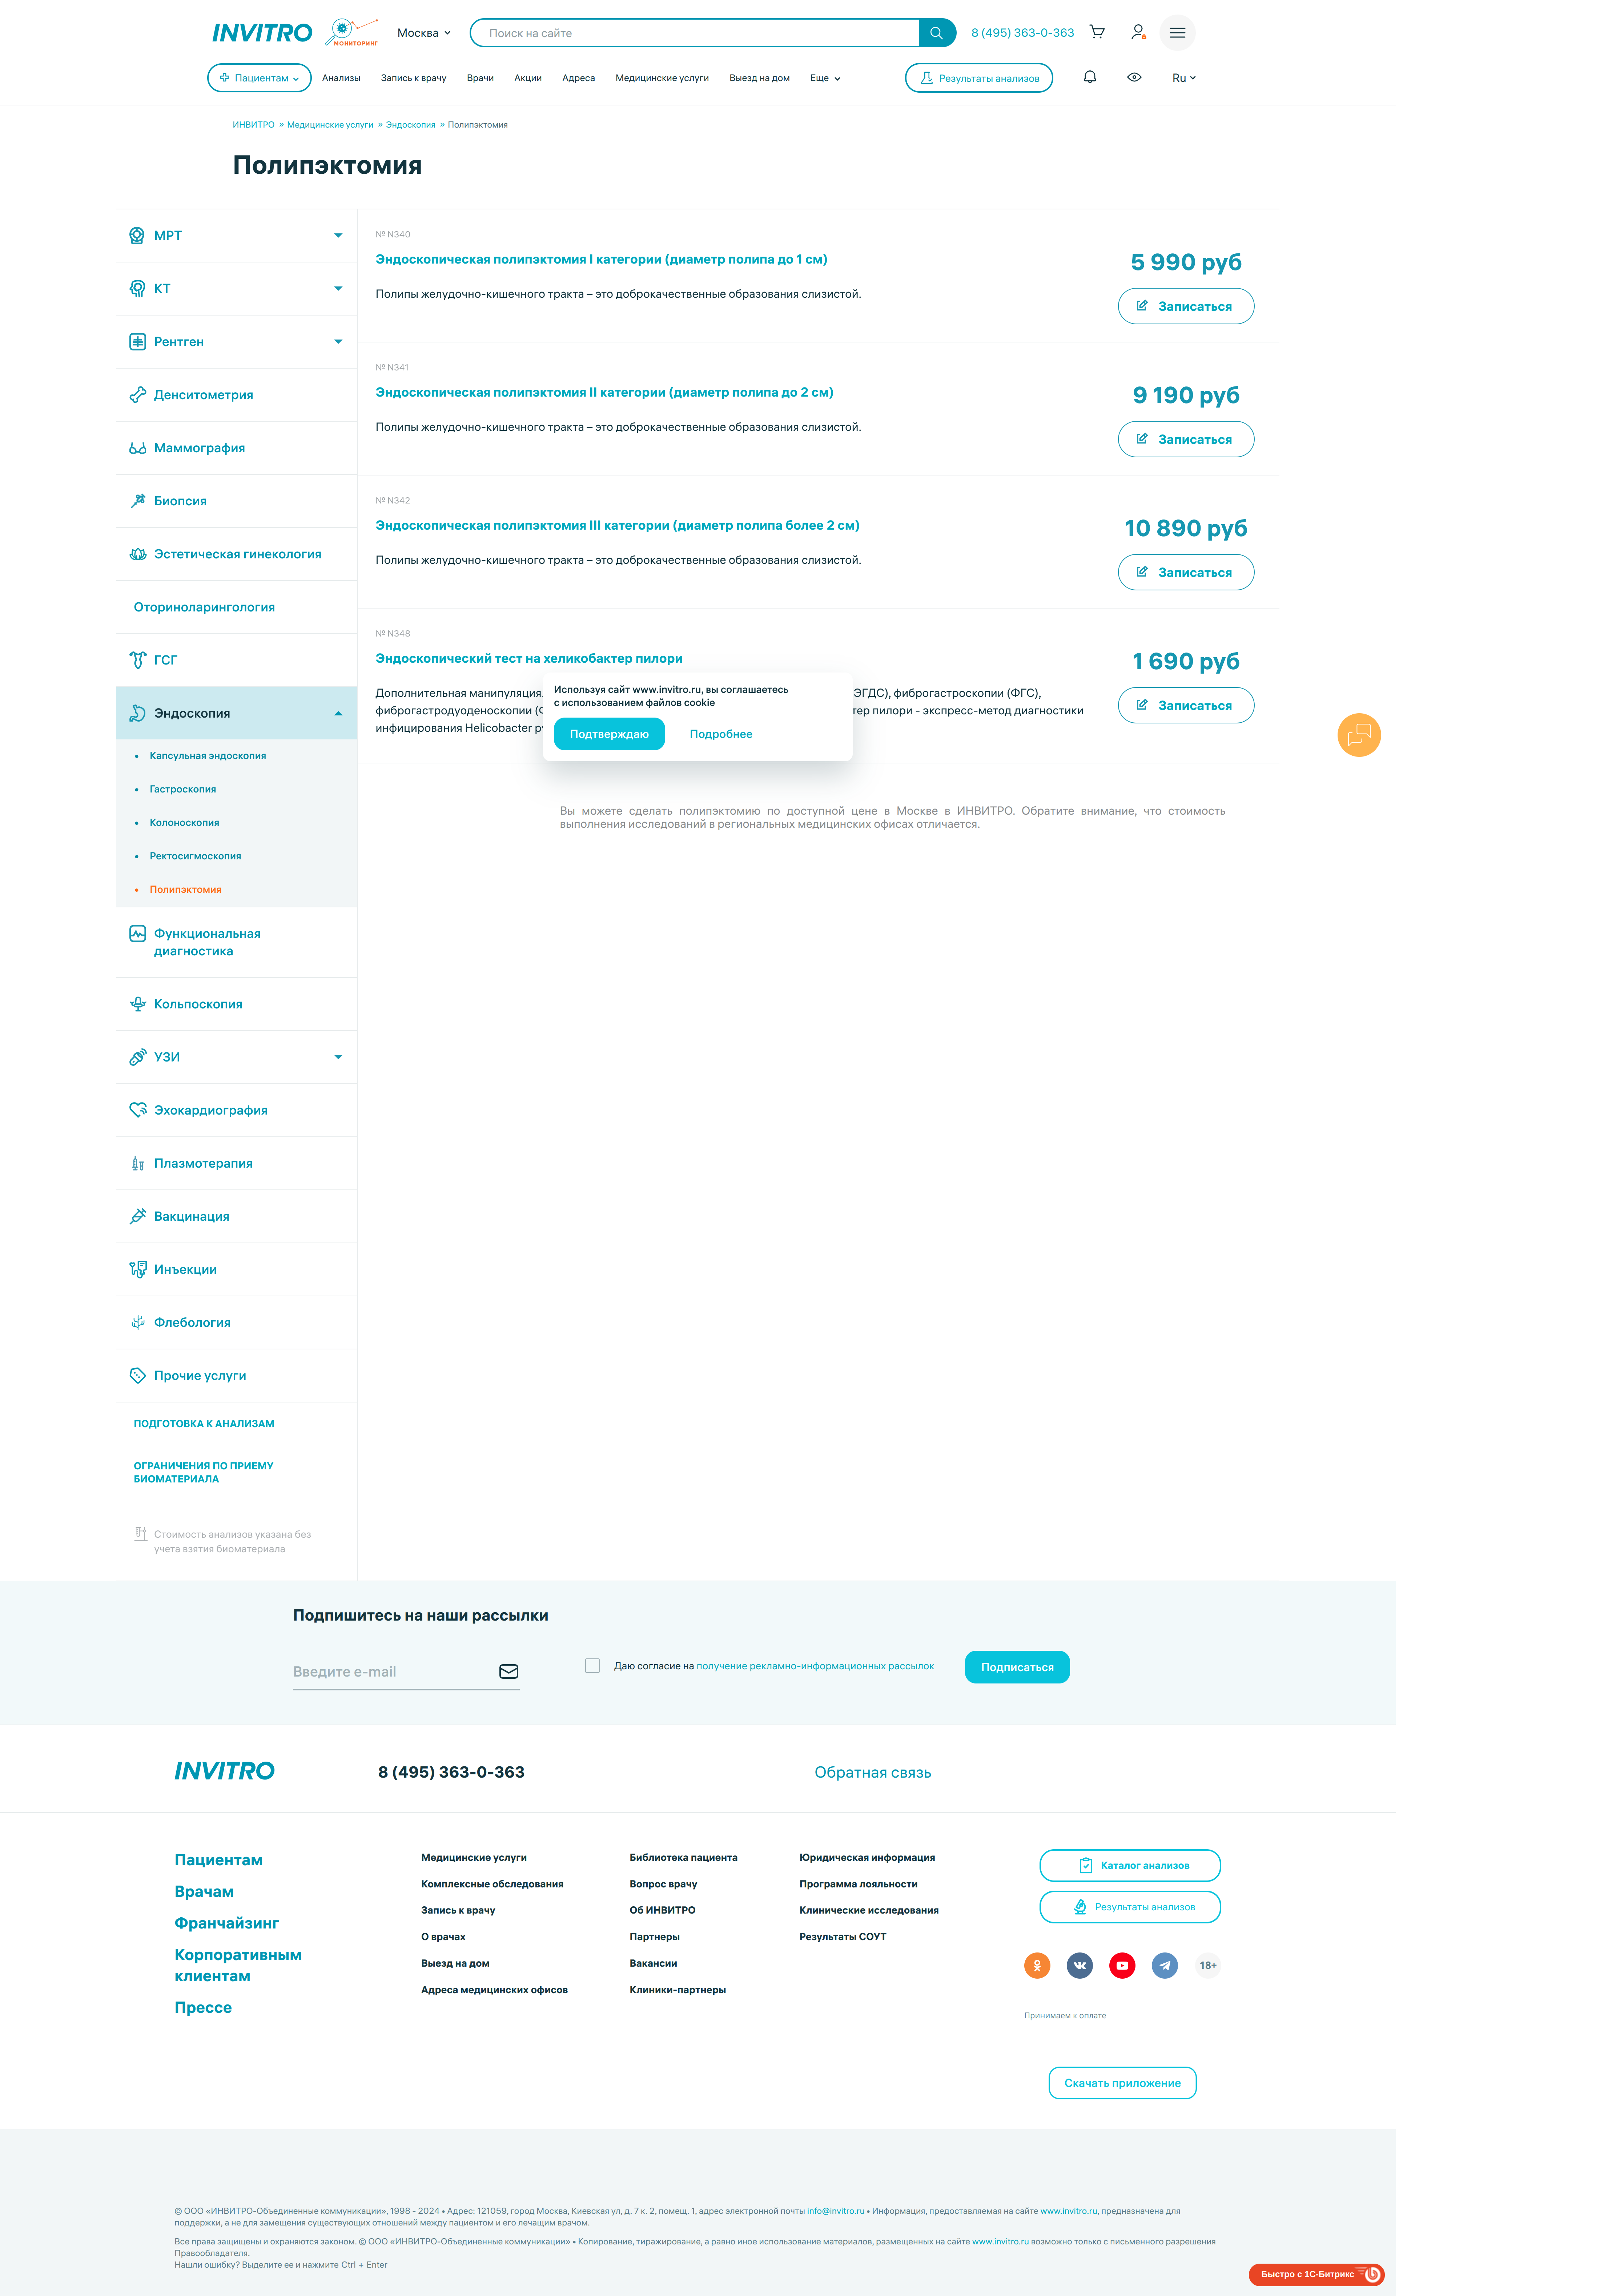 INVITRO
МОНИТОРИНГ
Москва
Поиск на сайте
8 (495) 363-0-363
Пациентам
Анализы
Запись к врачу
Врачи
Акции
Адреса
Медицинские услуги
Выезд на дом
Еще
Результаты анализов
Ru
ИНВИТРО » Медицинские услуги » Эндоскопия » Полипэктомия
Полипэктомия
МРТ
КТ
Рентген
Денситометрия
Маммография
Биопсия
Эстетическая гинекология
Оториноларингология
ГСГ
Эндоскопия
• Капсульная эндоскопия
• Гастроскопия
• Колоноскопия
• Ректосигмоскопия
• Полипэктомия
Функциональная
диагностика
Кольпоскопия
УЗИ
Эхокардиография
Плазмотерапия
Вакцинация
Инъекции
Флебология
Прочие услуги
ПОДГОТОВКА К АНАЛИЗАМ
ОГРАНИЧЕНИЯ ПО ПРИЕМУ
БИОМАТЕРИАЛА
Стоимость анализов указана без
учета взятия биоматериала
№ N340
Эндоскопическая полипэктомия I категории (диаметр полипа до 1 см)
Полипы желудочно-кишечного тракта – это доброкачественные образования слизистой.
5 990 руб
Записаться
№ N341
Эндоскопическая полипэктомия II категории (диаметр полипа до 2 см)
Полипы желудочно-кишечного тракта – это доброкачественные образования слизистой.
9 190 руб
Записаться
№ N342
Эндоскопическая полипэктомия III категории (диаметр полипа более 2 см)
Полипы желудочно-кишечного тракта – это доброкачественные образования слизистой.
10 890 руб
Записаться
№ N348
Эндоскопический тест на хеликобактер пилори
Дополнительная манипуляция. ЭГДС), фиброгастроскопии (ФГС),
фиброгастродуоденоскопии ( тер пилори - экспресс-метод диагностики
инфицирования Helicobacter
1 690 руб
Записаться
Используя сайт www.invitro.ru, вы соглашаетесь
с использованием файлов cookie
Подтверждаю
Подробнее
Вы можете сделать полипэктомию по доступной цене в Москве в ИНВИТРО. Обратите внимание, что стоимость
выполнения исследований в региональных медицинских офисах отличается.
Подпишитесь на наши рассылки
Введите e-mail
Даю согласие на получение рекламно-информационных рассылок
Подписаться
INVITRO
8 (495) 363-0-363
Обратная связь
Пациентам
Врачам
Франчайзинг
Корпоративным
клиентам
Прессе
Медицинские услуги
Комплексные обследования
Запись к врачу
О врачах
Выезд на дом
Адреса медицинских офисов
Библиотека пациента
Вопрос врачу
Об ИНВИТРО
Партнеры
Вакансии
Клиники-партнеры
Юридическая информация
Программа лояльности
Клинические исследования
Результаты СОУТ
Каталог анализов
Результаты анализов
18+
Принимаем к оплате
Скачать приложение
© ООО «ИНВИТРО-Объединенные коммуникации», 1998 - 2024 • Адрес: 121059, город Москва, Киевская ул, д. 7 к. 2, помещ. 1, адрес электронной почты info@invitro.ru • Информация, предоставляемая на сайте www.invitro.ru, предназначена для
поддержки, а не для замещения существующих отношений между пациентом и его лечащим врачом.
Все права защищены и охраняются законом. © ООО «ИНВИТРО-Объединенные коммуникации» • Копирование, тиражирование, а равно иное использование материалов, размещенных на сайте www.invitro.ru возможно только с письменного разрешения
Правообладателя.
Нашли ошибку? Выделите ее и нажмите Ctrl + Enter
Быстро с 1С-Битрикс